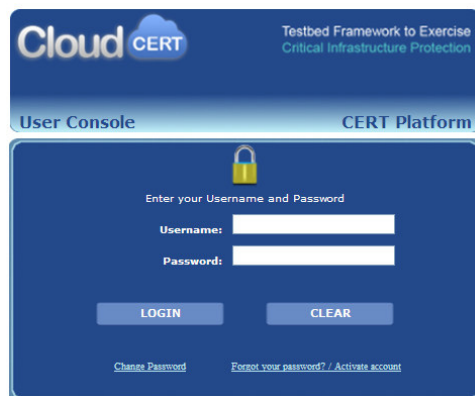 Cloud CERT
Testbed Framework to Exercise
Critical Infrastructure Protection
User Console
CERT Platform
Enter your Username and Password
Username:
Password:
LOGIN
CLEAR
Change Password
Forgot your password? / Activate account